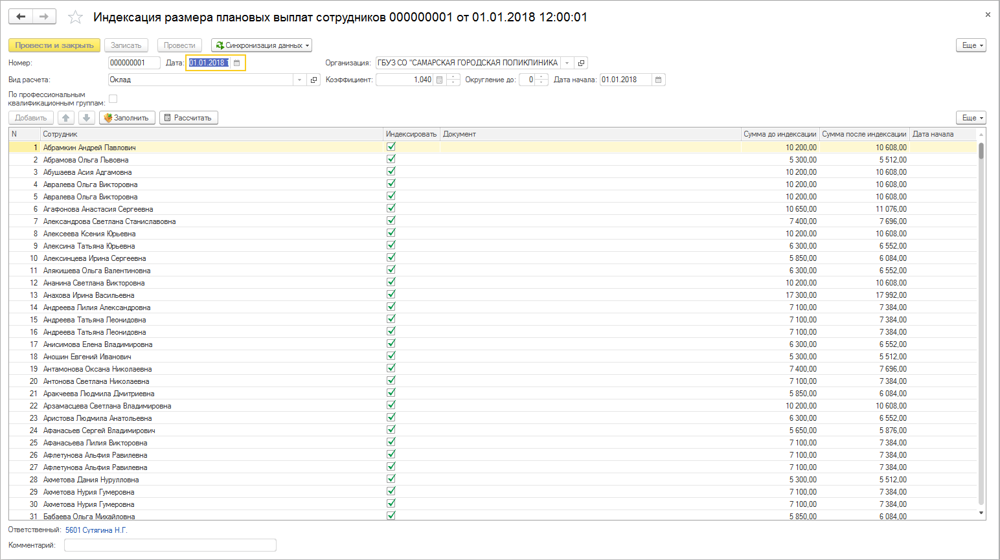 Индексация размера плановых выплат сотрудников 000000001 от 01.01.2018 12:00:01
Провести и закрыть Записать Провести Синхронизация данных Еще
Номер: 000000001 Дата: 01.01.2018 Организация: ГБУЗ СО "САМАРСКАЯ ГОРОДСКАЯ ПОЛИКЛИНИКА
Вид расчета: Оклад Коэффициент: 1,040 Округление до: 0 Дата начала: 01.01.2018
По профессиональным
квалификационным группам:
Добавить Заполнить Рассчитать Еще
N Сотрудник Индексировать Документ Сумма до индексации Сумма после индексации Дата начала
1 Абрамкин Андрей Павлович 10 200,00 10 608,00
2 Абрамова Ольга Львовна 5 300,00 5 512,00
3 Абушаева Асия Адгамовна 10 200,00 10 608,00
4 Авралева Ольга Викторовна 10 200,00 10 608,00
5 Авралева Ольга Викторовна 10 200,00 10 608,00
6 Агафонова Анастасия Сергеевна 10 650,00 11 076,00
7 Александрова Светлана Станиславовна 7 400,00 7 696,00
8 Алексеева Ксения Юрьевна 10 200,00 10 608,00
9 Алексина Татьяна Юрьевна 6 300,00 6 552,00
10 Алексинцева Ирина Сергеевна 5 850,00 6 084,00
11 Алякишева Ольга Валентиновна 6 300,00 6 552,00
12 Ананина Светлана Викторовна 10 200,00 10 608,00
13 Анахова Ирина Васильевна 17 300,00 17 992,00
14 Андреева Лилия Александровна 7 100,00 7 384,00
15 Андреева Татьяна Леонидовна 7 100,00 7 384,00
16 Андреева Татьяна Леонидовна 7 100,00 7 384,00
17 Анисимова Елена Владимировна 6 300,00 6 552,00
18 Аношин Евгений Иванович 5 300,00 5 512,00
19 Антамонова Оксана Николаевна 7 400,00 7 696,00
20 Антонова Светлана Николаевна 7 100,00 7 384,00
21 Аракчеева Людмила Дмитриевна 5 850,00 6 084,00
22 Арзамасцева Светлана Владимировна 10 200,00 10 608,00
23 Аристова Людмила Анатольевна 6 300,00 6 552,00
24 Афанасьев Сергей Владимирович 5 650,00 5 876,00
25 Афанасьева Лилия Викторовна 7 100,00 7 384,00
26 Афлетунова Альфия Равилевна 7 100,00 7 384,00
27 Афлетунова Альфия Равилевна 7 100,00 7 384,00
28 Ахметова Дания Нурулловна 5 300,00 5 512,00
29 Ахметова Нурия Гумеровна 7 100,00 7 384,00
30 Ахметова Нурия Гумеровна 7 100,00 7 384,00
31 Бабаева Ольга Михайловна 5 850,00 6 084,00
Ответственный: 5601 Сутягина Н.Г.
Комментарий: